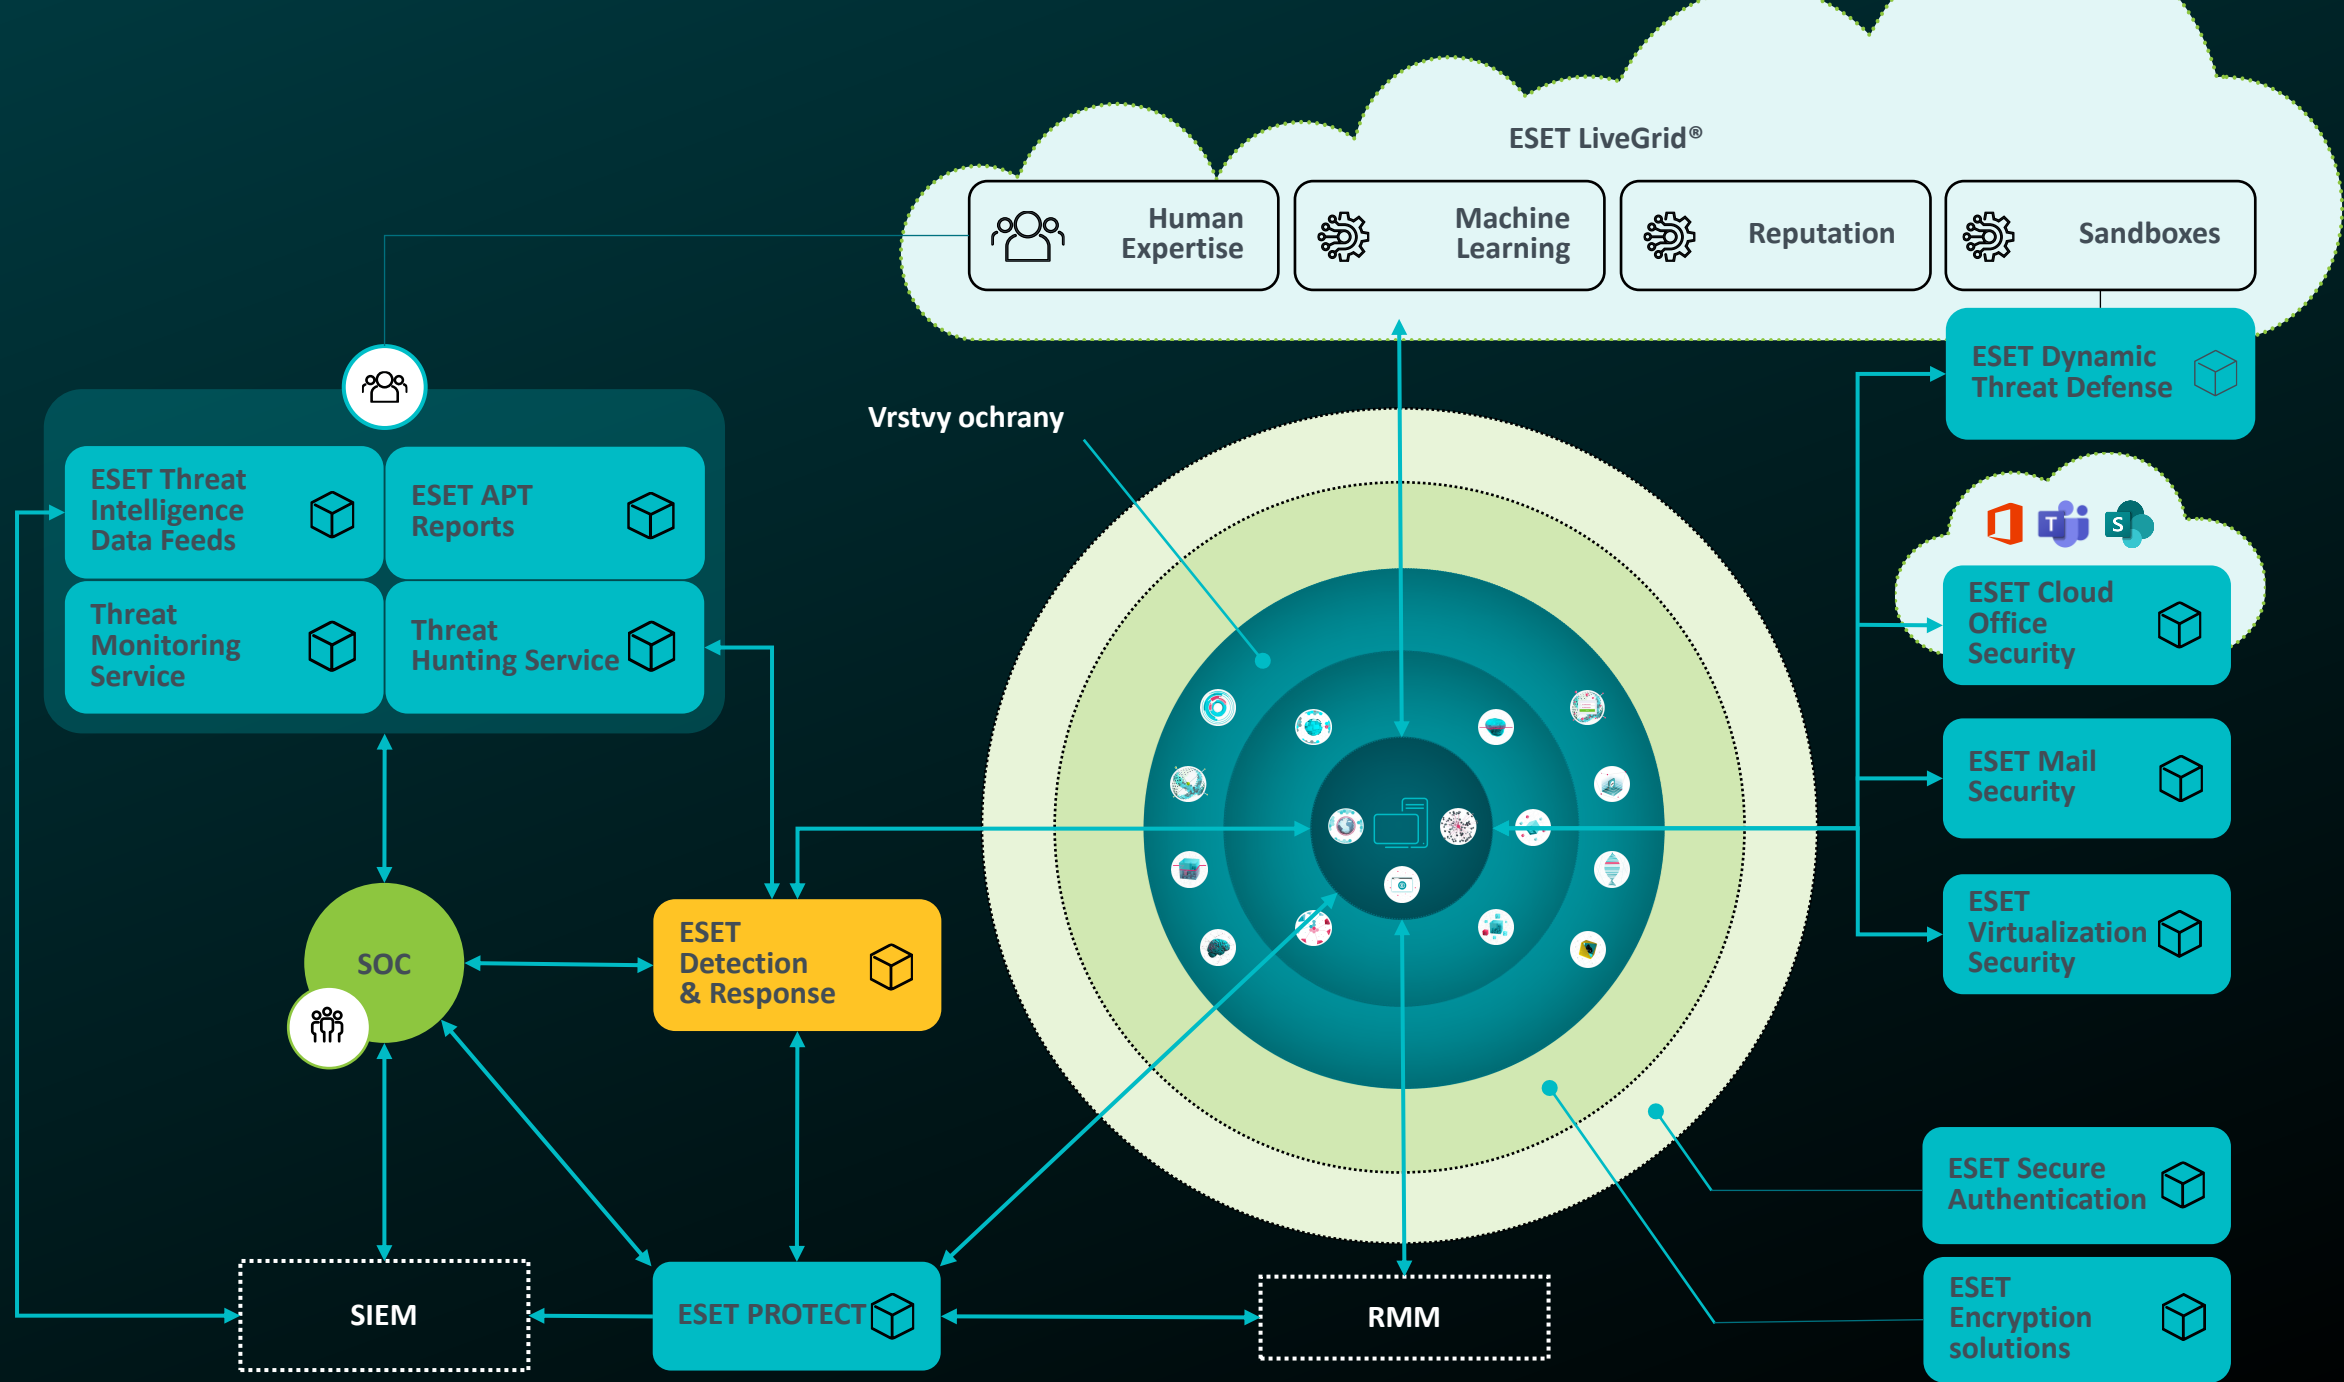 ESET LiveGrid®
Human
Expertise
Machine
Learning
Reputation
Sandboxes
ESET Dynamic
Threat Defense
Vrstvy ochrany
ESET Threat
Intelligence
Data Feeds
ESET APT
Reports
Threat
Monitoring
Service
Threat
Hunting Service
ESET Cloud
Office
Security
ESET Mail
Security
ESET
Virtualization
Security
SOC
ESET
Detection
& Response
ESET Secure
Authentication
ESET
Encryption
solutions
SIEM
ESET PROTECT
RMM
T
S